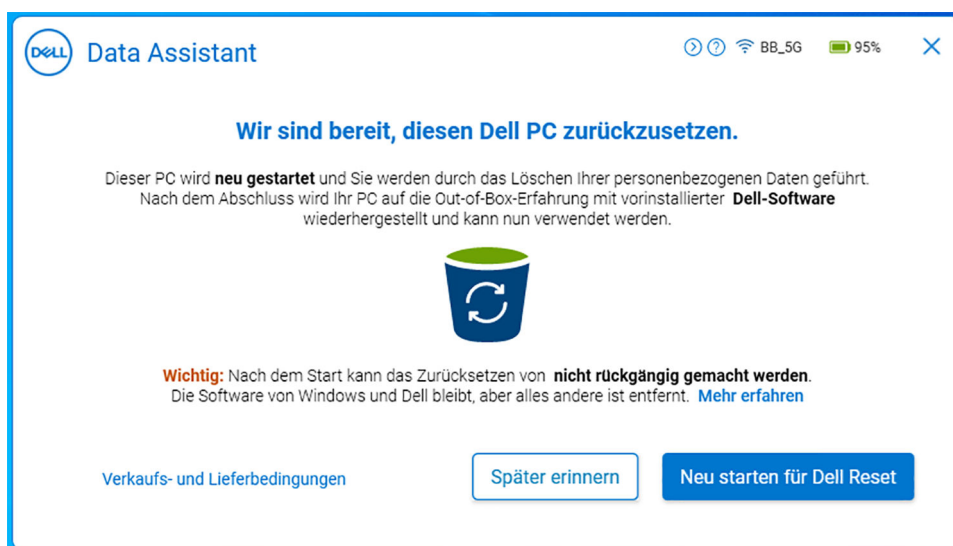 DELL Data Assistant BB_5G 95%
Wir sind bereit, diesen Dell PC zurückzusetzen.
Dieser PC wird neu gestartet und Sie werden durch das Löschen Ihrer personenbezogenen Daten geführt.
Nach dem Abschluss wird Ihr PC auf die Out-of-Box-Erfahrung mit vorinstallierter Dell-Software
wiederhergestellt und kann nun verwendet werden.
Wichtig: Nach dem Start kann das Zurücksetzen von nicht rückgängig gemacht werden.
Die Software von Windows und Dell bleibt, aber alles andere ist entfernt. Mehr erfahren
Verkaufs- und Lieferbedingungen Später erinnern Neu starten für Dell Reset